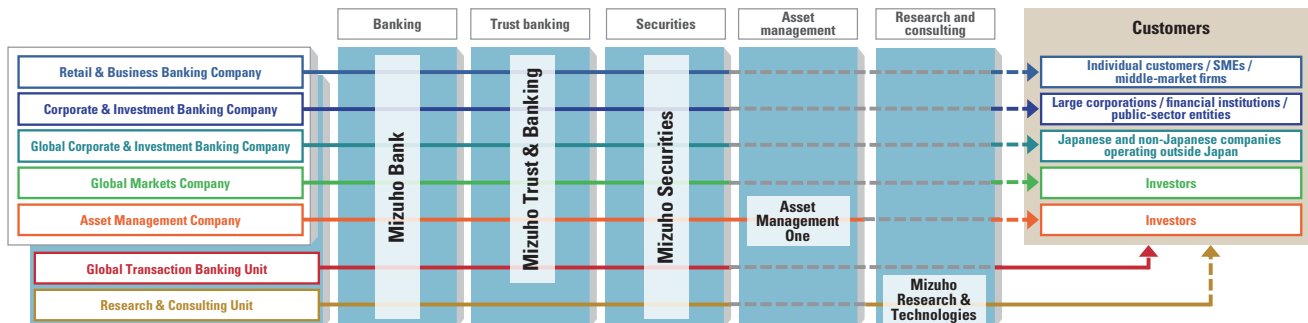 Banking
Trust banking
Securities
Asset
management
Research and
consulting
Customers
Retail & Business Banking Company
Corporate & Investment Banking Company
Global Corporate & Investment Banking Company
Global Markets Company
Asset Management Company
Global Transaction Banking Unit
Research & Consulting Unit
Mizuho Bank
Mizuho Trust & Banking
Mizuho Securities
Asset
Management
One
Mizuho
Research &
Technologies
Individual customers / SMEs /
middle-market firms
Large corporations / financial institutions /
public-sector entities
Japanese and non-Japanese companies
operating outside Japan
Investors
Investors